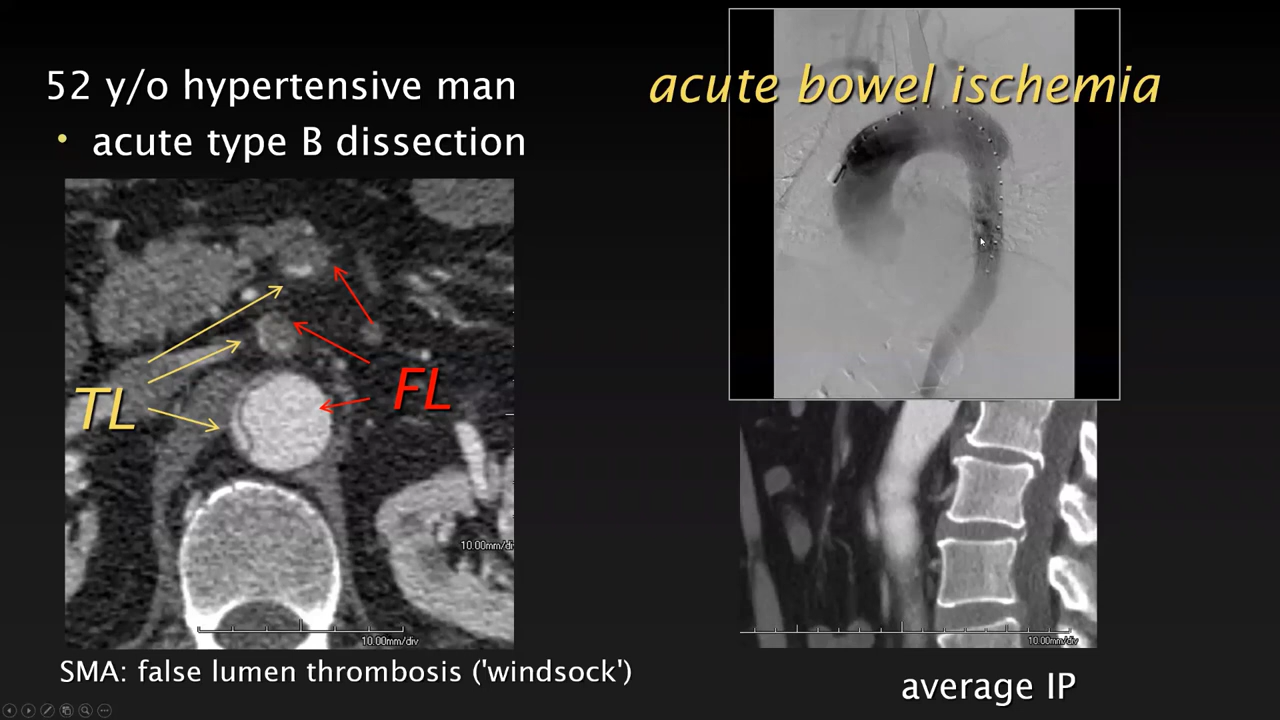 52 y/o hypertensive man
• acute type B dissection
acute bowel ischemia
TL
FL
10.00mm/di
10.00mm/div
10.00mm/div
SMA: false lumen thrombosis ('windsock')
average IP